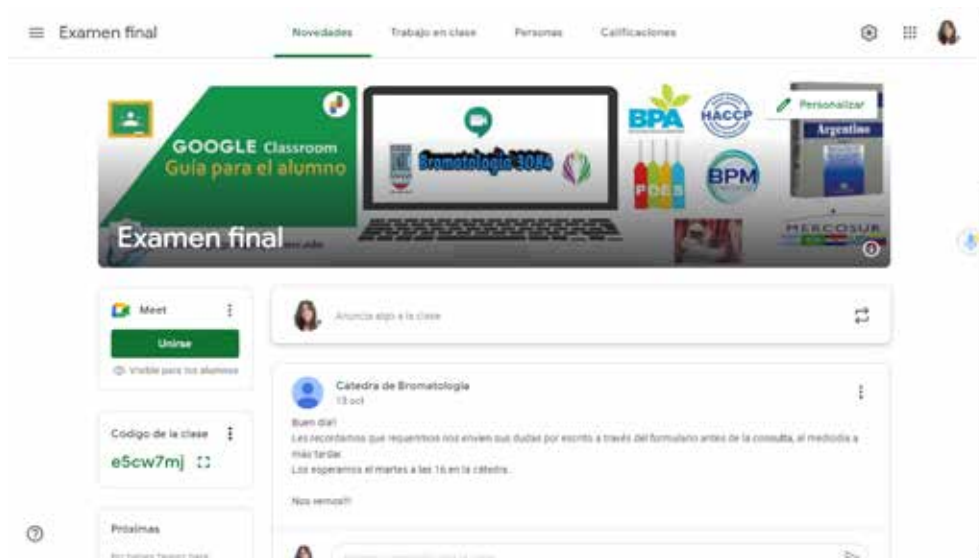 Examen final
Novedades
Trabajo en clase
Personas
Calificaciones
Personalizar
GOOGLE Classroom
Guía para el alumno
Bromatología 3084
BPA
HACCP
POES
BPM
Argentino
MERCOSUR
Examen final
Meet
Unirse
Visible para los alumnos
Código de la clase
e5cw7mj
Próximas
Anuncia algo a la clase
Cátedra de Bromatología
13 oct
Buen día!
Les recordamos que requerimos nos envien sus dudas por escrito a través del formulario antes de la consulta, el mediodía a
más tardar.
Los esperamos el martes a las 16 en la cátedra.
Nos vemos!!!